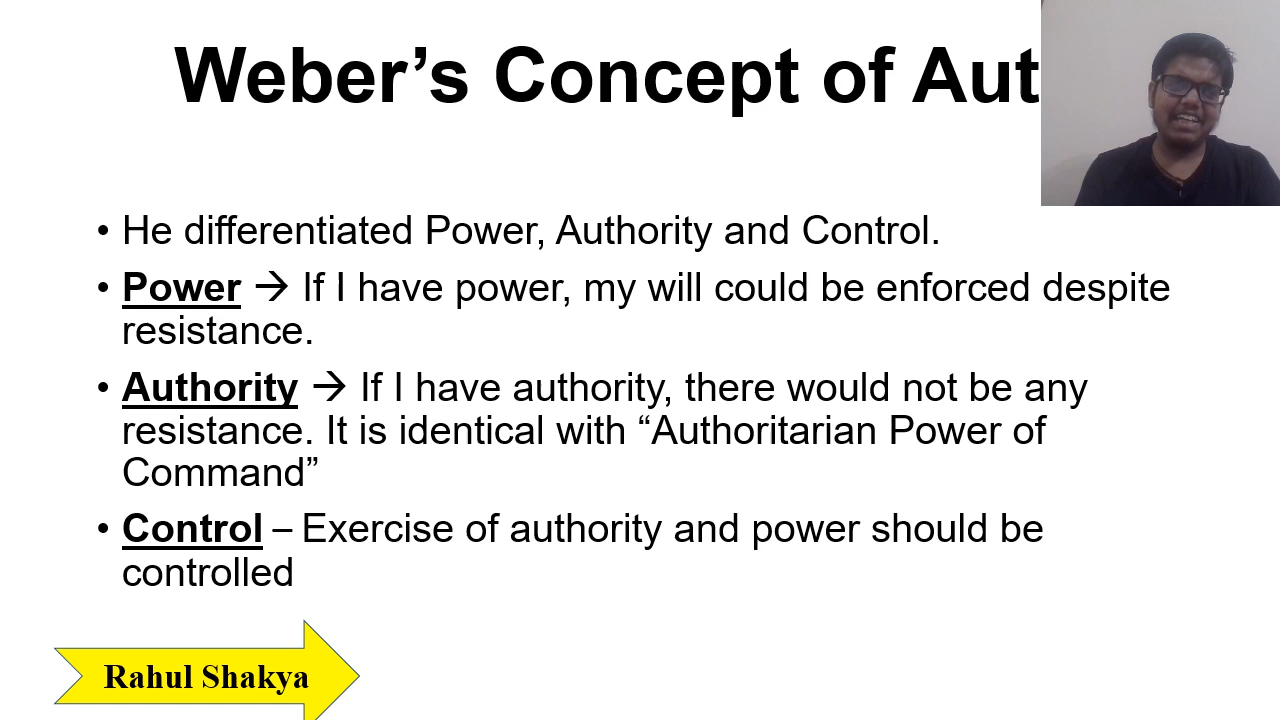 Weber’s Concept of Aut
• He differentiated Power, Authority and Control.
• Power → If I have power, my will could be enforced despite
resistance.
• Authority → If I have authority, there would not be any
resistance. It is identical with “Authoritarian Power of
Command”
• Control – Exercise of authority and power should be
controlled
Rahul Shakya